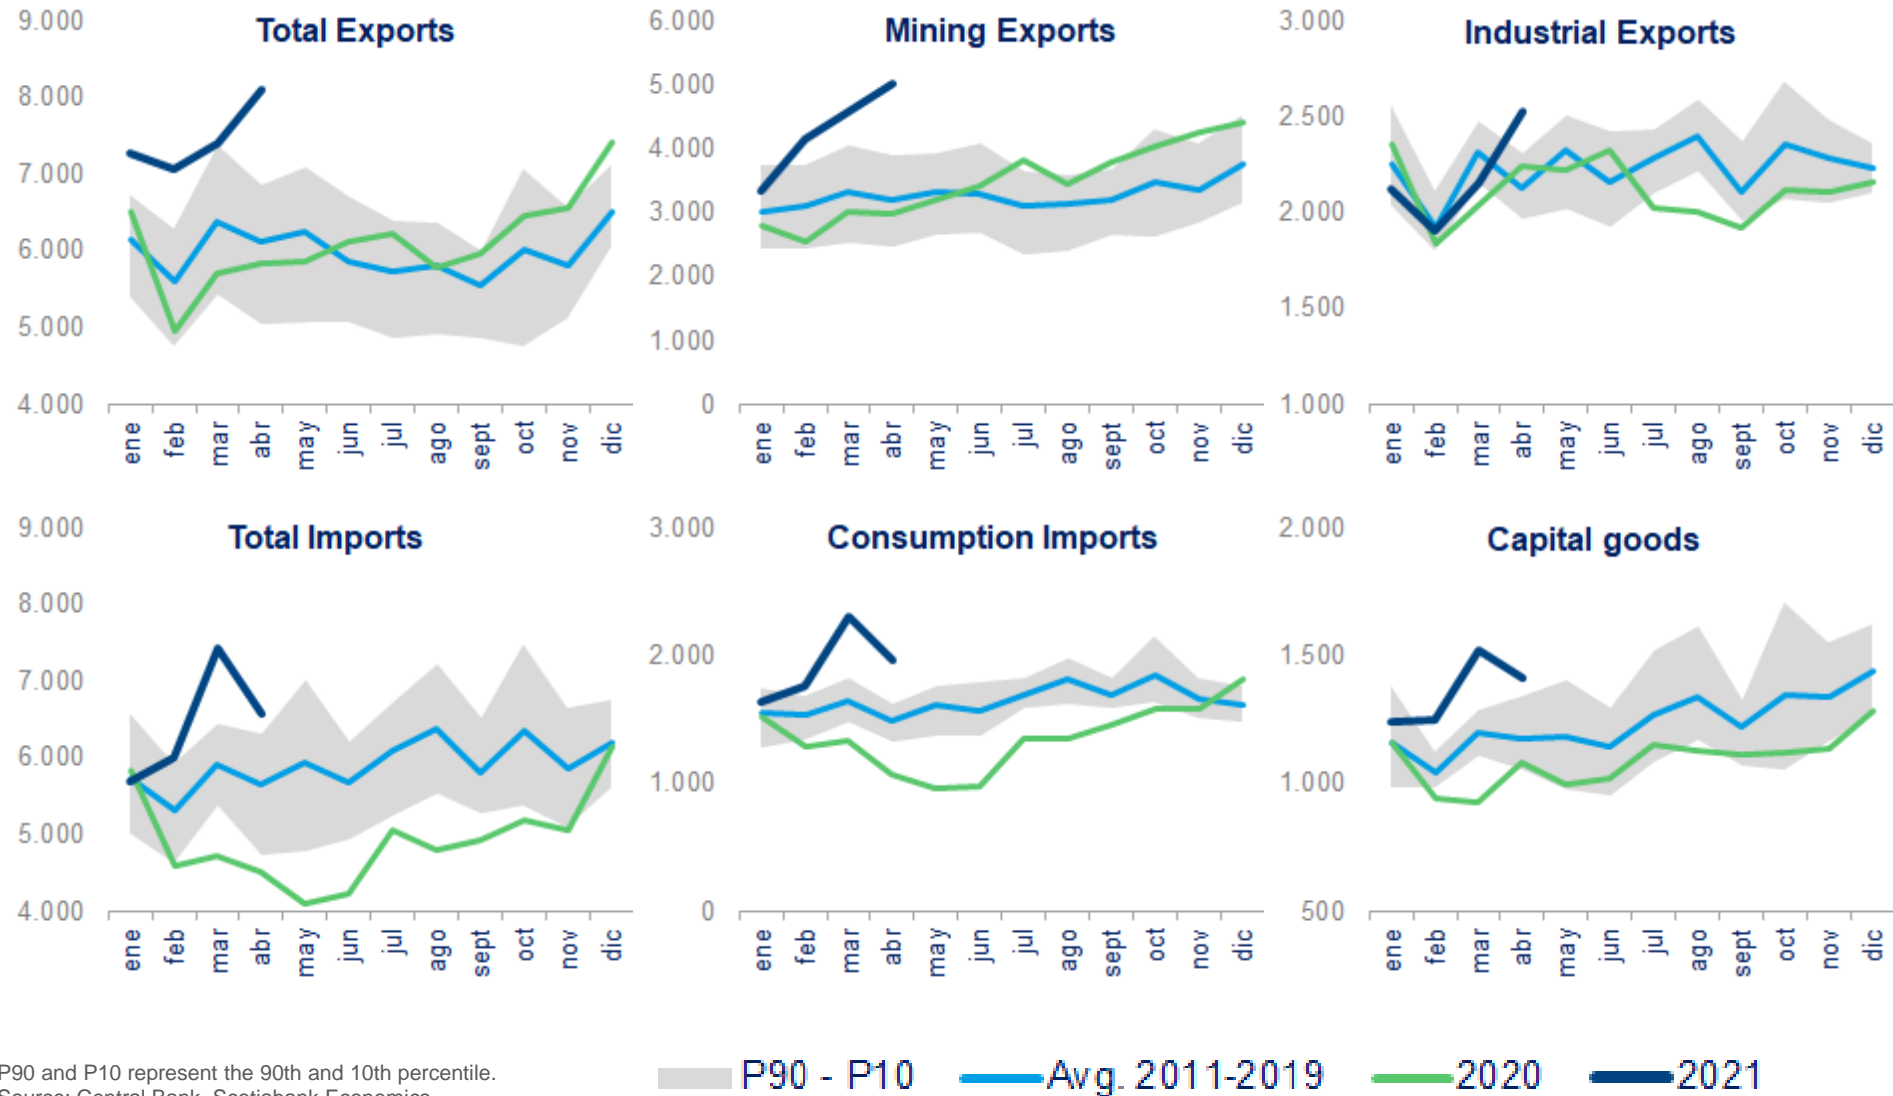 Total Exports
9.000
8.000
7.000
6.000
5.000
4.000
ene feb mar abr may jun jul ago sept oct nov dic
Mining Exports
6.000
5.000
4.000
3.000
2.000
1.000
0
ene feb mar abr may jun jul ago sept oct nov dic
Industrial Exports
3.000
2.500
2.000
1.500
1.000
ene feb mar abr may jun jul ago sept oct nov dic
Total Imports
9.000
8.000
7.000
6.000
5.000
4.000
ene feb mar abr may jun jul ago sept oct nov dic
Consumption Imports
3.000
2.000
1.000
0
ene feb mar abr may jun jul ago sept oct nov dic
Capital goods
2.000
1.500
1.000
500
ene feb mar abr may jun jul ago sept oct nov dic
P90 - P10 Avg. 2011-2019 2020 2021
P90 and P10 represent the 90th and 10th percentile.
Source: Central Bank, Scotiabank Economics